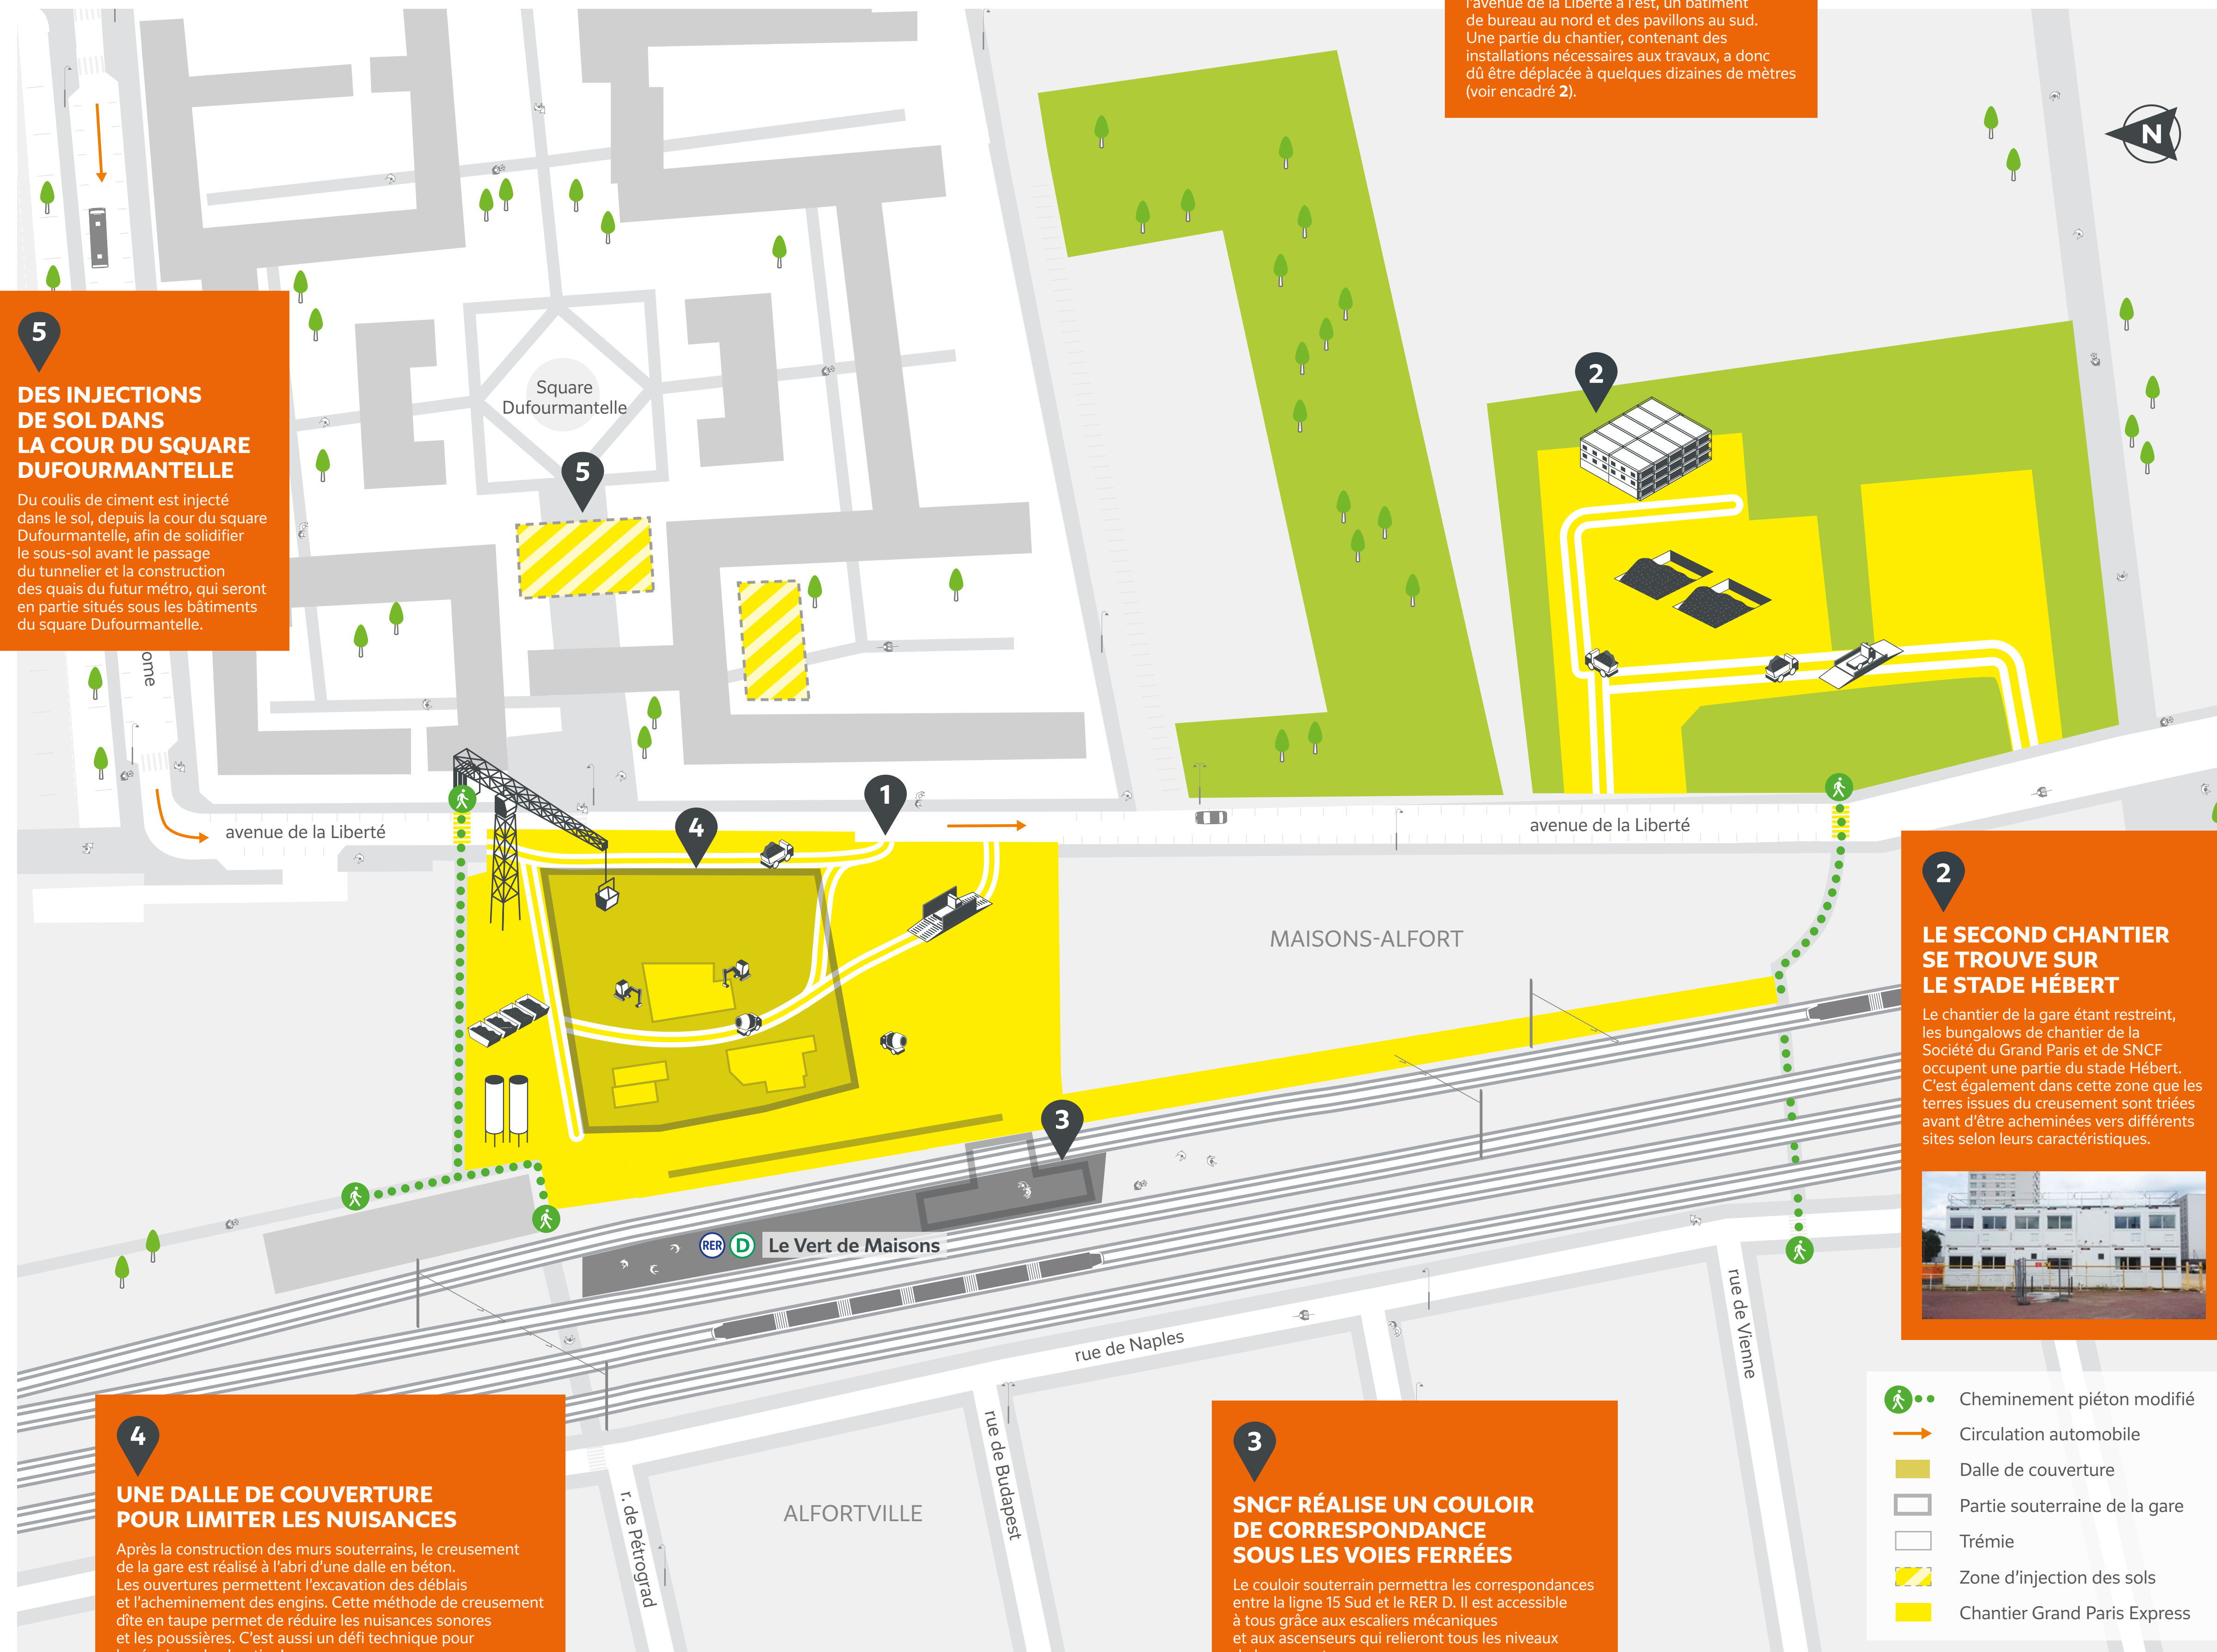 l'avenue de la Liberté à l'est, un bâtiment
de bureau au nord et des pavillons au sud.
Une partie du chantier, contenant des
installations nécessaires aux travaux, a donc
dû être déplacée à quelques dizaines de mètres
(voir encadré 2).
N
5
DES INJECTIONS
DE SOL DANS
LA COUR DU SQUARE
DUFOURMANTELLE
Du coulis de ciment est injecté
dans le sol, depuis la cour du square
Dufourmantelle, afin de solidifier
le sous-sol avant le passage
du tunnelier et la construction
des quais du futur métro, qui seront
en partie situés sous les bâtiments
du square Dufourmantelle.
ome
Square
Dufourmantelle
5
2
1
4
avenue de la Liberté
avenue de la Liberté
MAISONS-ALFORT
3
RER D Le Vert de Maisons
2
LE SECOND CHANTIER
SE TROUVE SUR
LE STADE HÉBERT
Le chantier de la gare étant restreint,
les bungalows de chantier de la
Société du Grand Paris et de SNCF
occupent une partie du stade Hébert.
C'est également dans cette zone que les
terres issues du creusement sont triées
avant d'être acheminées vers différents
sites selon leurs caractéristiques.
rue de Naples
rue de Vienne
rue de Budapest
r. de Pétrograd
ALFORTVILLE
4
UNE DALLE DE COUVERTURE
POUR LIMITER LES NUISANCES
Après la construction des murs souterrains, le creusement
de la gare est réalisé à l'abri d'une dalle en béton.
Les ouvertures permettent l'excavation des déblais
et l'acheminement des engins. Cette méthode de creusement
dîte en taupe permet de réduire les nuisances sonores
et les poussières. C'est aussi un défi technique pour
3
SNCF RÉALISE UN COULOIR
DE CORRESPONDANCE
SOUS LES VOIES FERRÉES
Le couloir souterrain permettra les correspondances
entre la ligne 15 Sud et le RER D. Il est accessible
à tous grâce aux escaliers mécaniques
et aux ascenseurs qui relieront tous les niveaux
Cheminement piéton modifié
Circulation automobile
Dalle de couverture
Partie souterraine de la gare
Trémie
Zone d'injection des sols
Chantier Grand Paris Express